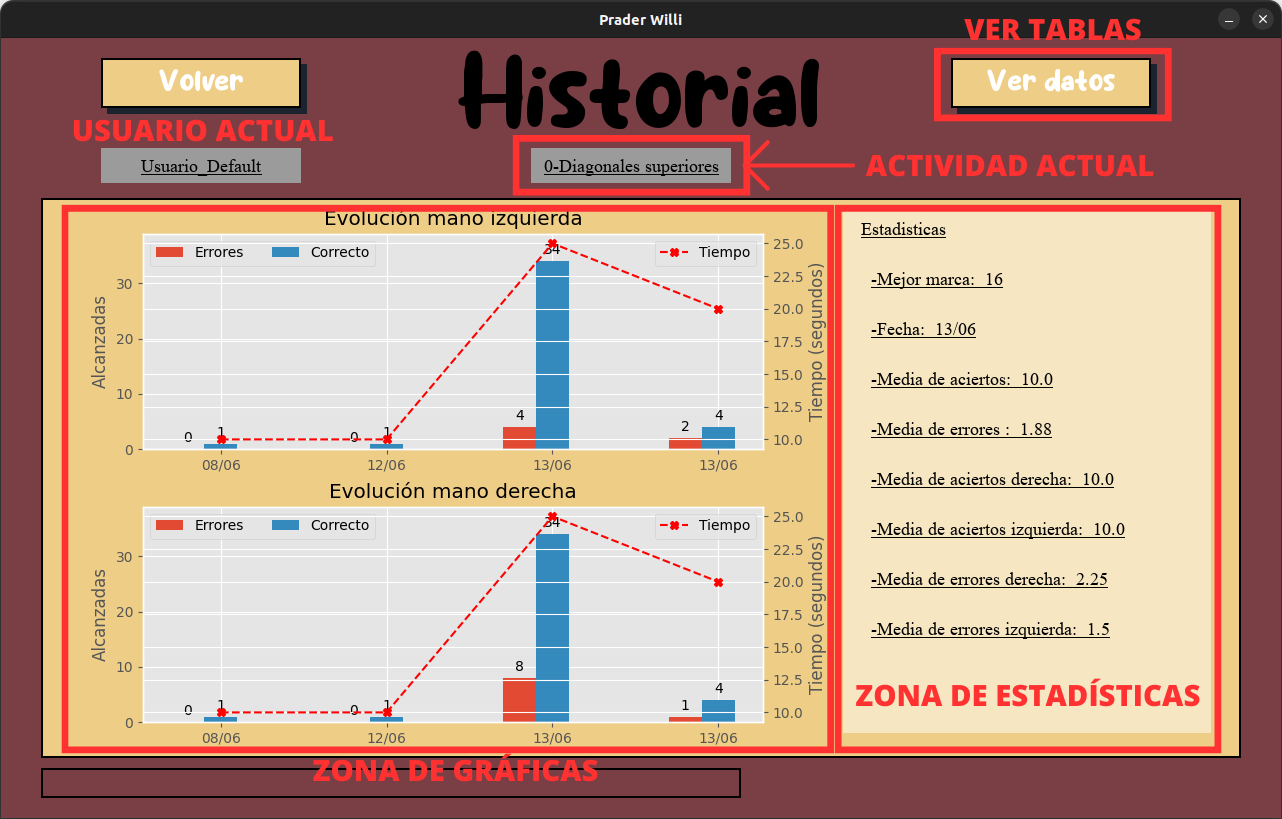 Prader Willi
VER TABLAS
Volver
Historial
Ver datos
USUARIO ACTUAL
Usuario_Default
0-Diagonales superiores
ACTIVIDAD ACTUAL
Evolución mano izquierda
Errores
Correcto
Tiempo
Alcanzadas
30
20
10
0
0
1
0
1
4
34
2
4
25.0
22.5
20.0
17.5
15.0
12.5
10.0
Tiempo (segundos)
08/06
12/06
13/06
13/06
Evolución mano derecha
Errores
Correcto
Tiempo
Alcanzadas
30
20
10
0
0
1
0
1
8
34
1
4
25.0
22.5
20.0
17.5
15.0
12.5
10.0
Tiempo (segundos)
08/06
12/06
13/06
13/06
ZONA DE GRÁFICAS
Estadisticas
-Mejor marca:  16
-Fecha:  13/06
-Media de aciertos:  10.0
-Media de errores :  1.88
-Media de aciertos derecha:  10.0
-Media de aciertos izquierda:  10.0
-Media de errores derecha:  2.25
-Media de errores izquierda:  1.5
ZONA DE ESTADÍSTICAS